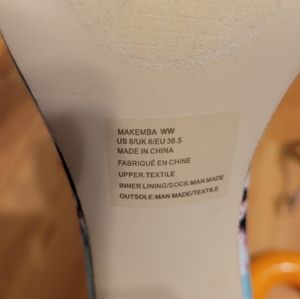 MAKEMBA WW
US 8/UK 6/EU 38.5
MADE IN CHINA
FABRIQUÉ EN CHINE
UPPER:TEXTILE
INNER LINING/SOCK:MAN MADE
OUTSOLE:MAN MADE/TEXTILE